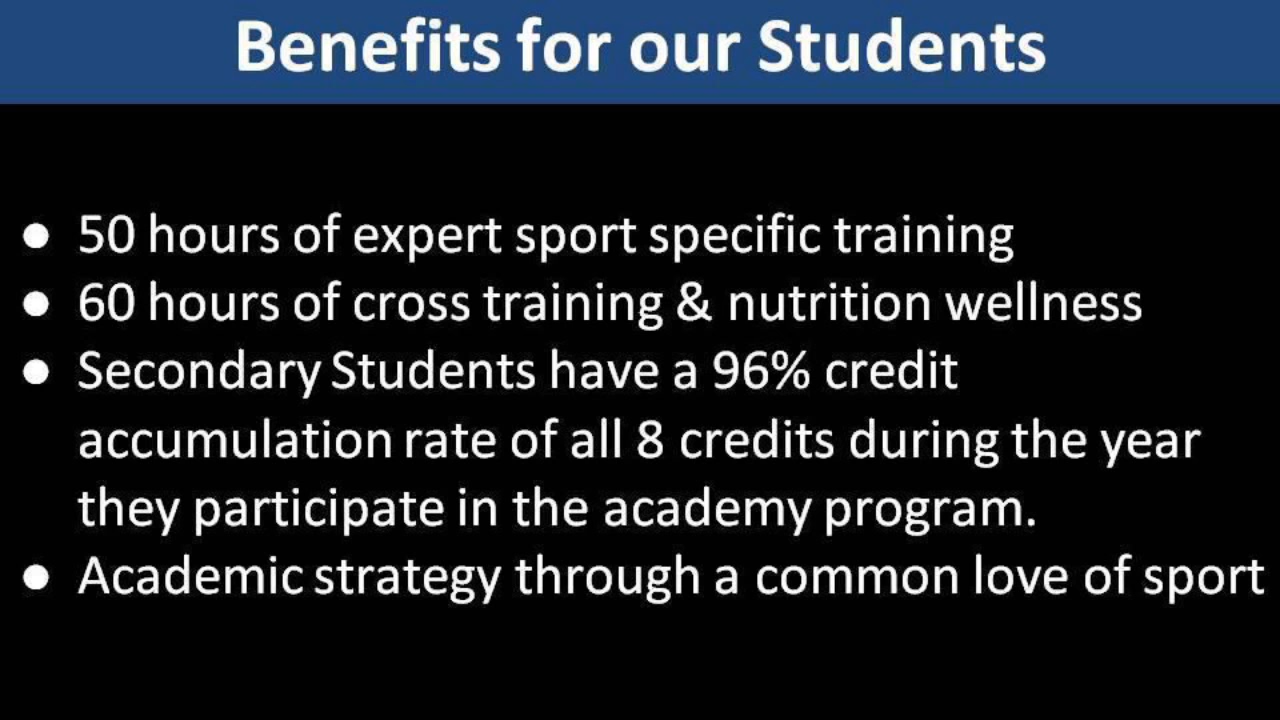 Benefits for our Students
● 50 hours of expert sport specific training
● 60 hours of cross training & nutrition wellness
● Secondary Students have a 96% credit
accumulation rate of all 8 credits during the year
they participate in the academy program.
● Academic strategy through a common love of sport